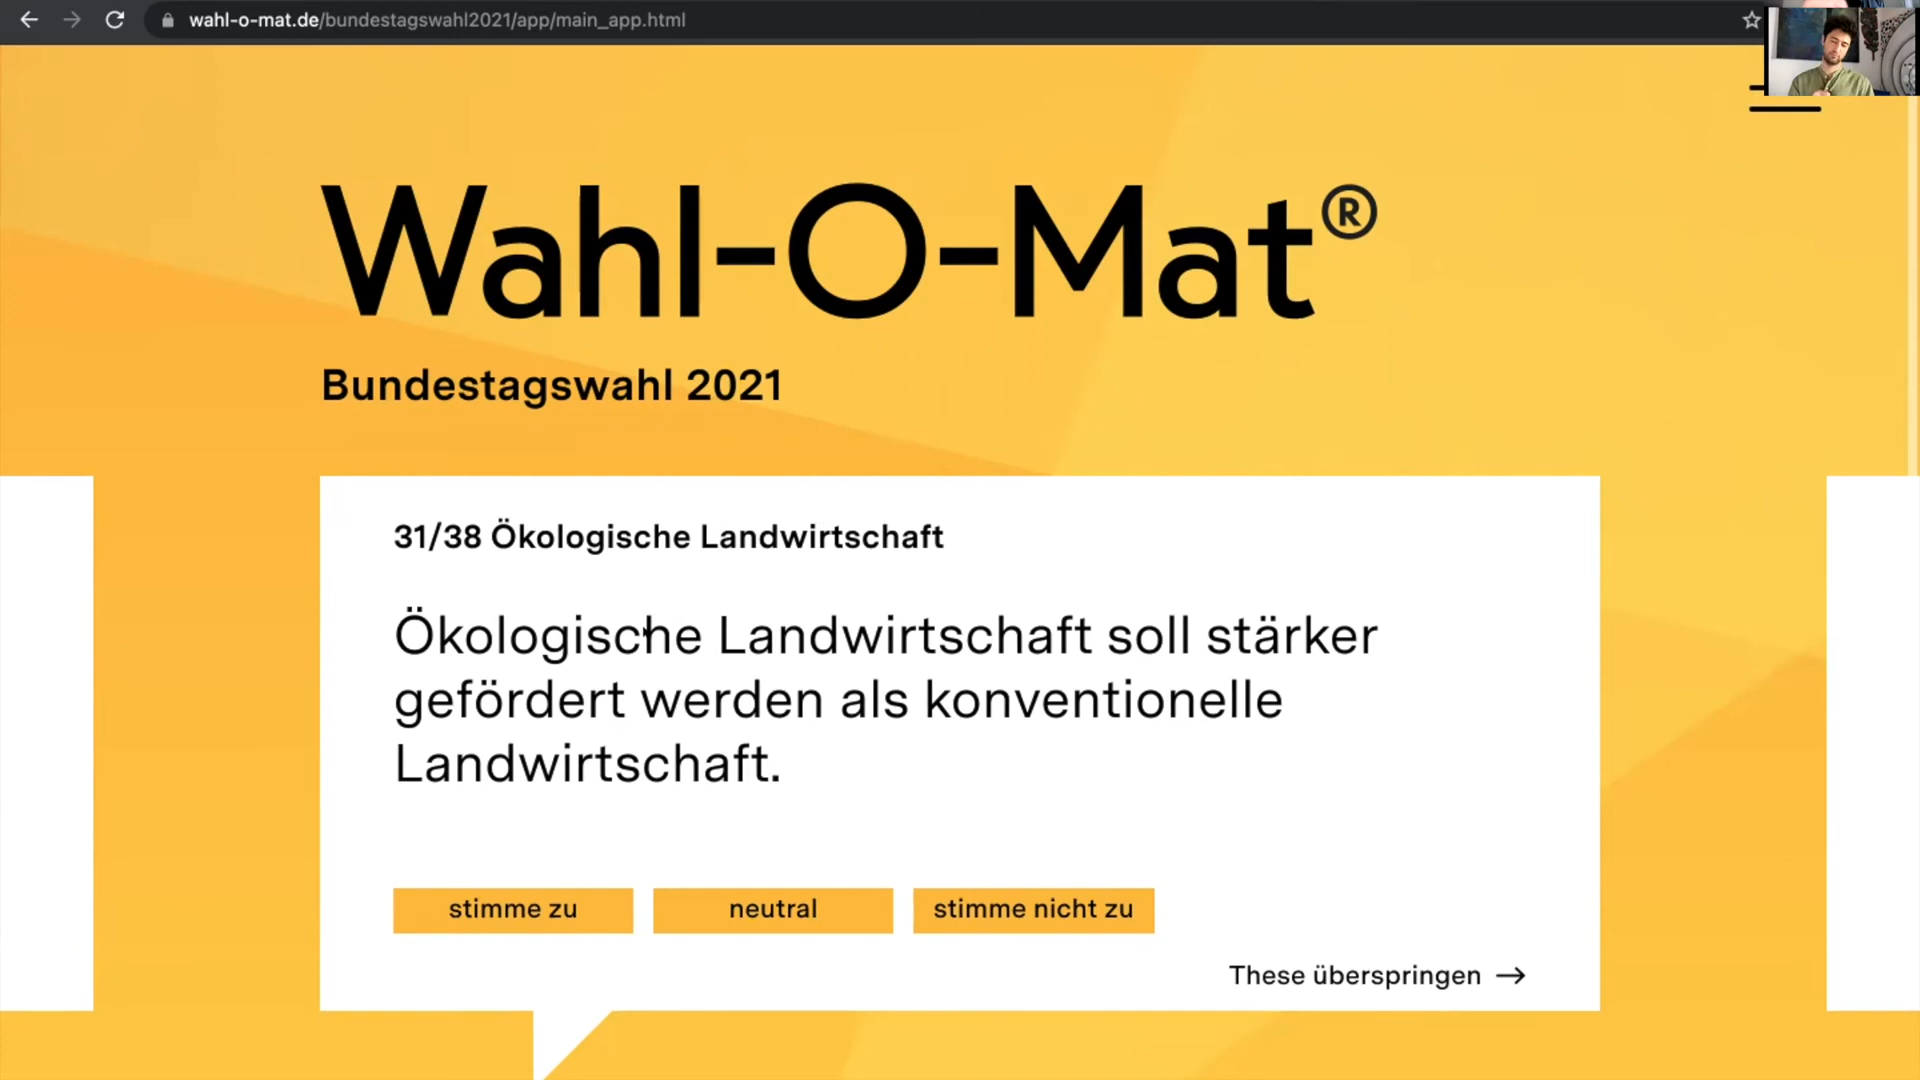 wahl-o-mat.de/bundestagswahl2021/app/main_app.html
Wahl-O-Mat®
Bundestagswahl 2021
31/38 Ökologische Landwirtschaft
Ökologische Landwirtschaft soll stärker
gefördert werden als konventionelle
Landwirtschaft.
stimme zu
neutral
stimme nicht zu
These überspringen →